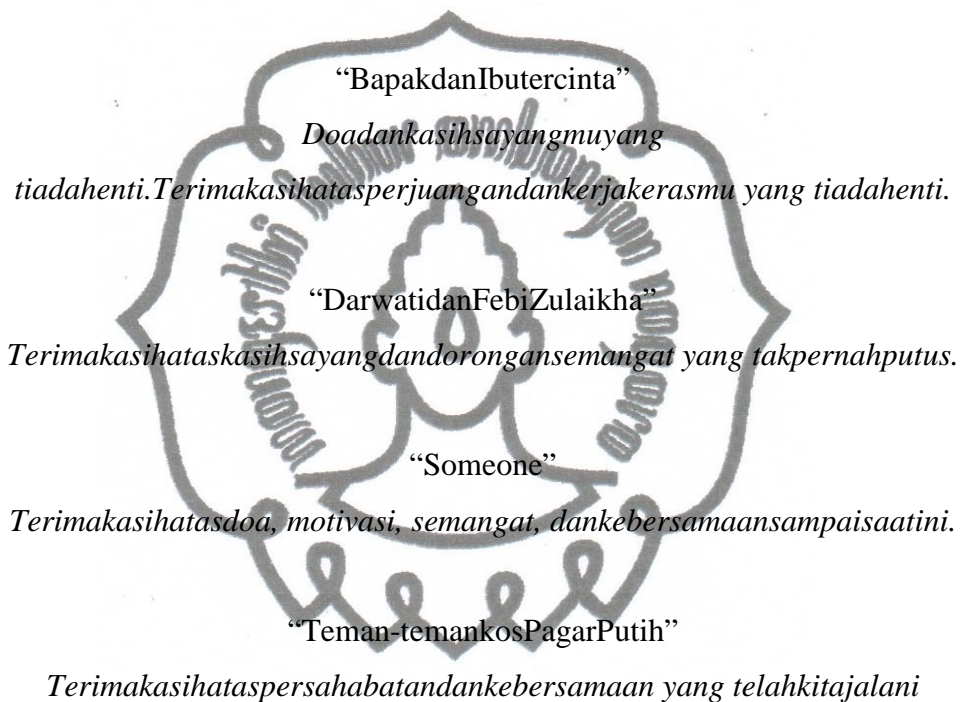 “BapakdanIbutercinta”
Doadankasihsayangmuyang
tiadahenti.Terimakasihatasperjuangandankerjakerasmu yang tiadahenti.
“DarwatidanFebiZulaikha”
Terimakasihataskasihsayangdandorongansemangat yang takpernahputus.
“Someone”
Terimakasihatasdoa, motivasi, semangat, dankebersamaansampaisaatini.
“Teman-temankosPagarPutih”
Terimakasihataspersahabatandankebersamaan yang telahkitajalani